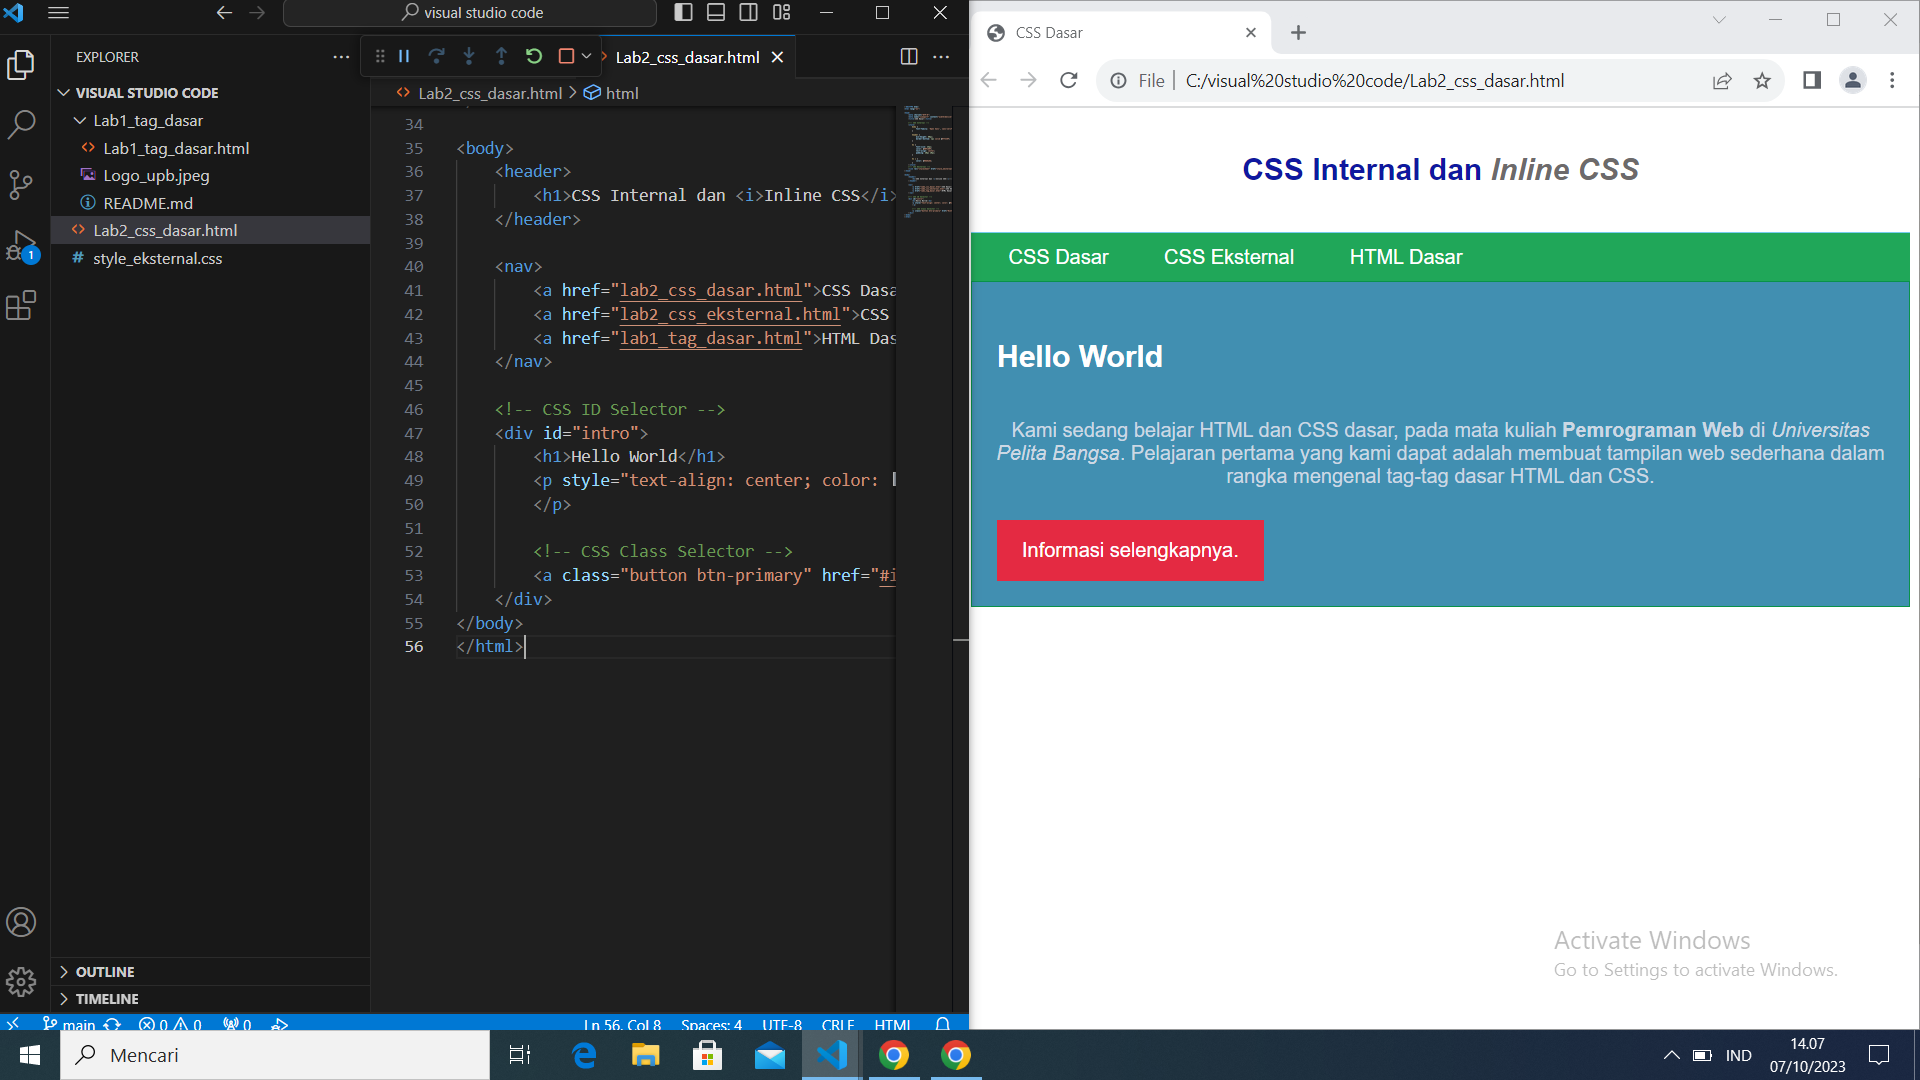 visual studio code
EXPLORER
VISUAL STUDIO CODE
Lab1_tag_dasar
Lab1_tag_dasar.html
Logo_upb.jpeg
README.md
Lab2_css_dasar.html
style_eksternal.css
1
OUTLINE
TIMELINE
Lab2_css_dasar.html
Lab2_css_dasar.html > html
34
35 <body>
36 <header>
37 <h1>CSS Internal dan <i>Inline CSS</i>
38 </header>
39
40 <nav>
41 <a href="lab2_css_dasar.html">CSS Dasa
42 <a href="lab2_css_eksternal.html">CSS
43 <a href="lab1_tag_dasar.html">HTML Das
44 </nav>
45
46 <!-- CSS ID Selector -->
47 <div id="intro">
48 <h1>Hello World</h1>
49 <p style="text-align: center; color:
50 </p>
51
52 <!-- CSS Class Selector -->
53 <a class="button btn-primary" href="#i
54 </div>
55 </body>
56 </html>
main 0 0 0 Ln 56, Col 8 Spaces: 4 UTF-8 CRLF HTML
CSS Dasar
File | C:/visual%20studio%20code/Lab2_css_dasar.html
CSS Internal dan Inline CSS
CSS Dasar CSS Eksternal HTML Dasar
Hello World
Kami sedang belajar HTML dan CSS dasar, pada mata kuliah Pemrograman Web di Universitas
Pelita Bangsa. Pelajaran pertama yang kami dapat adalah membuat tampilan web sederhana dalam
rangka mengenal tag-tag dasar HTML dan CSS.
Informasi selengkapnya.
Activate Windows
Go to Settings to activate Windows.
Mencari
IND
14.07
07/10/2023